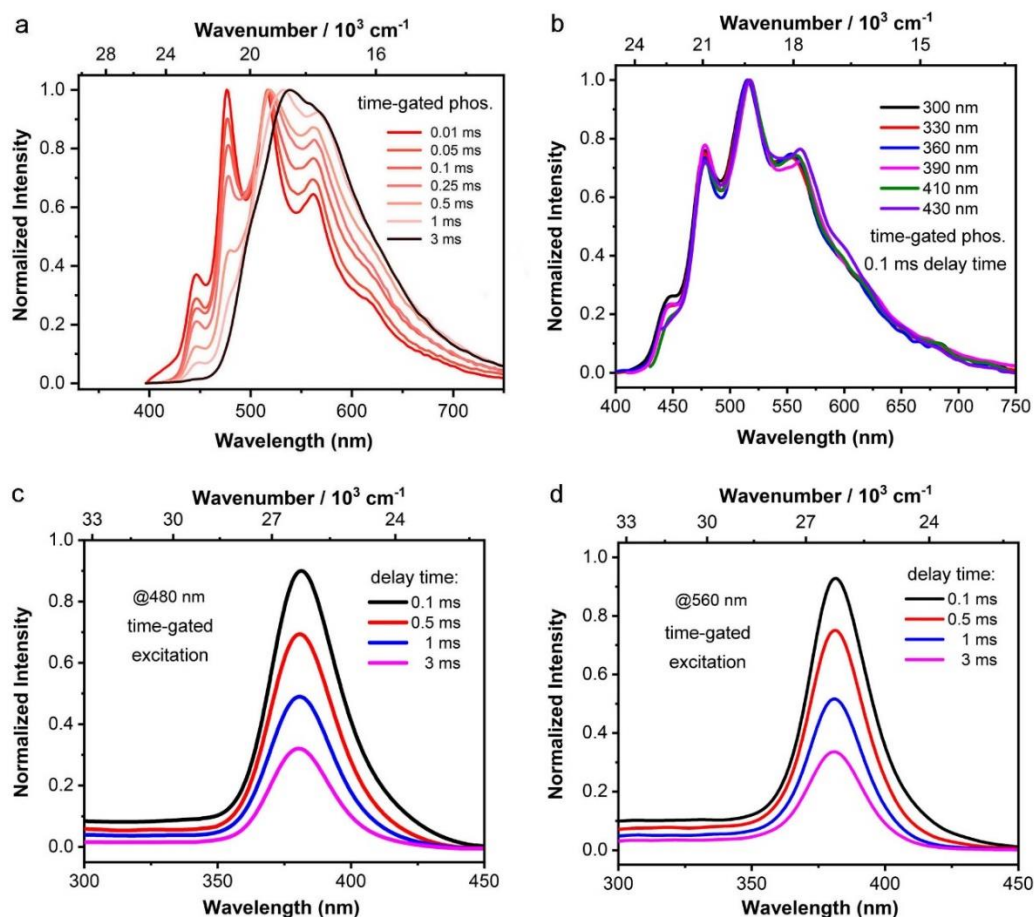 a
Wavenumber / 10³ cm⁻¹
28 24 20 16
Normalized Intensity
1.0
0.8
0.6
0.4
0.2
0.0
time-gated phos.
0.01 ms
0.05 ms
0.1 ms
0.25 ms
0.5 ms
1 ms
3 ms
400 500 600 700
Wavelength (nm)
b
Wavenumber / 10³ cm⁻¹
24 21 18 15
Normalized Intensity
1.0
0.8
0.6
0.4
0.2
0.0
300 nm
330 nm
360 nm
390 nm
410 nm
430 nm
time-gated phos.
0.1 ms delay time
400 450 500 550 600 650 700 750
Wavelength (nm)
c
Wavenumber / 10³ cm⁻¹
33 30 27 24
Normalized Intensity
1.0
0.8
0.6
0.4
0.2
0.0
@480 nm
time-gated
excitation
delay time:
0.1 ms
0.5 ms
1 ms
3 ms
300 350 400 450
Wavelength (nm)
d
Wavenumber / 10³ cm⁻¹
33 30 27 24
Normalized Intensity
1.0
0.8
0.6
0.4
0.2
0.0
@560 nm
time-gated
excitation
delay time:
0.1 ms
0.5 ms
1 ms
3 ms
300 350 400 450
Wavelength (nm)